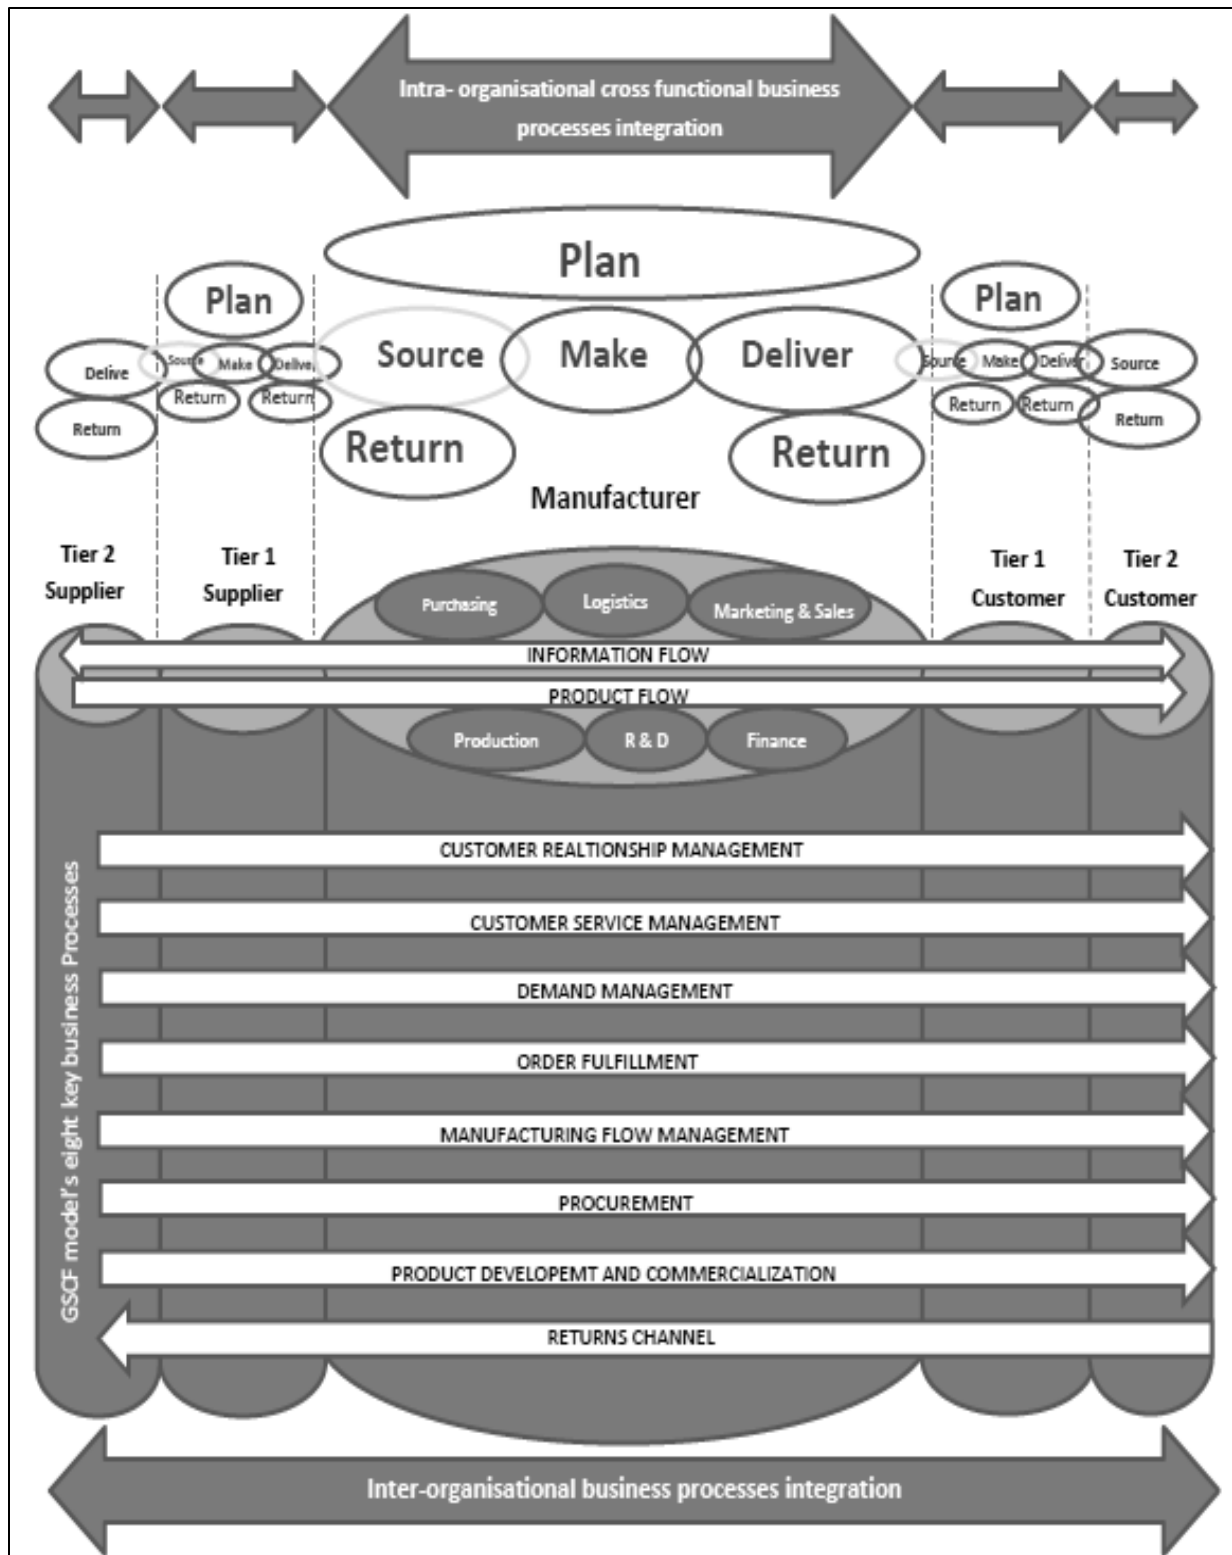 Intra- organisational cross functional business
processes integration
Plan
Plan
Plan
Delive
Return
Source
Make
Delive
Return
Return
Source
Make
Deliver
Return
Return
Source
Make
Deliver
Return
Return
Source
Return
Manufacturer
Tier 2
Supplier
Tier 1
Supplier
Tier 1
Customer
Tier 2
Customer
Purchasing
Logistics
Marketing & Sales
INFORMATION FLOW
PRODUCT FLOW
Production
R & D
Finance
GSCF model's eight key business Processes
CUSTOMER REALTIONSHIP MANAGEMENT
CUSTOMER SERVICE MANAGEMENT
DEMAND MANAGEMENT
ORDER FULFILLMENT
MANUFACTURING FLOW MANAGEMENT
PROCUREMENT
PRODUCT DEVELOPEMT AND COMMERCIALIZATION
RETURNS CHANNEL
Inter-organisational business processes integration